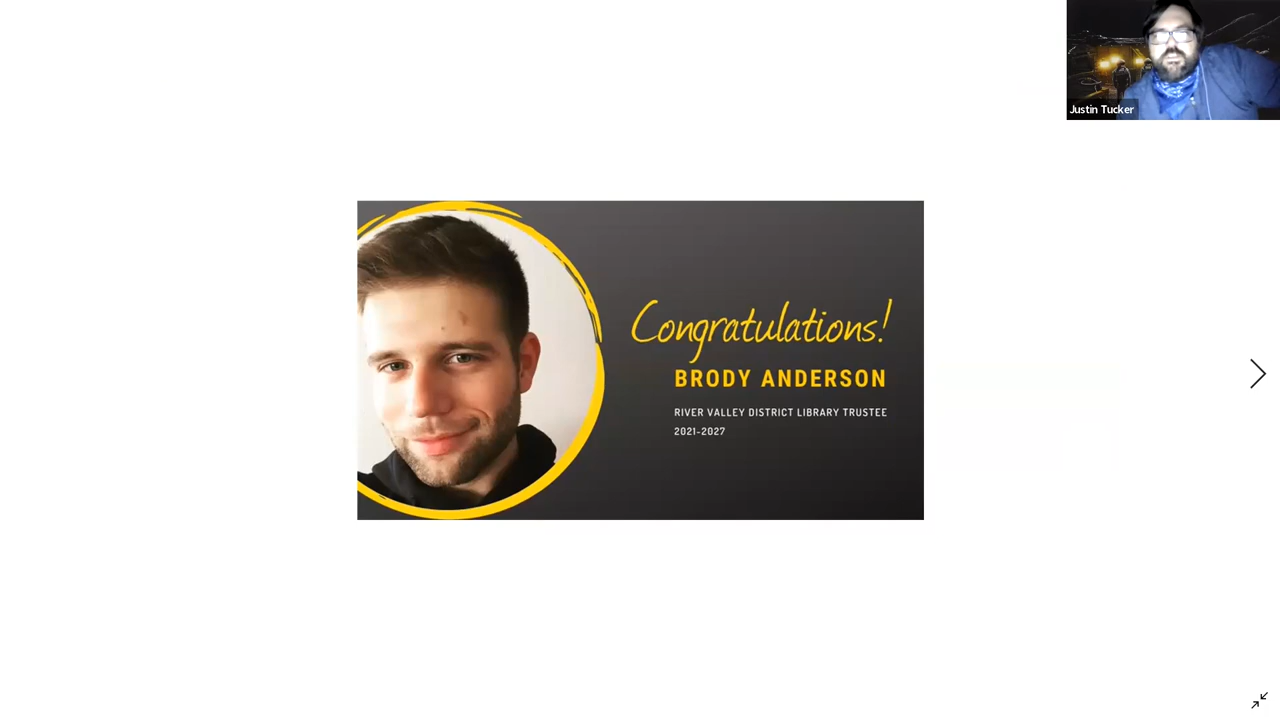 Justin Tucker
Congratulations!
BRODY ANDERSON
RIVER VALLEY DISTRICT LIBRARY TRUSTEE
2021-2027